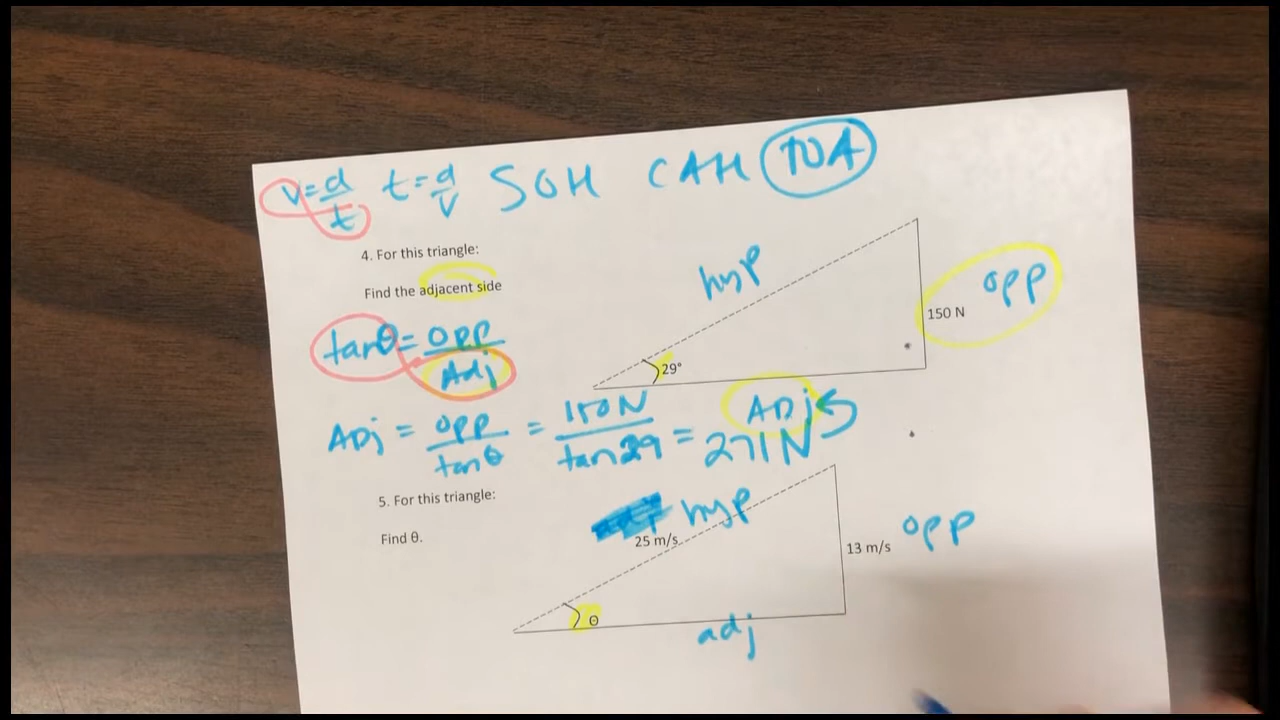 v=d/t t=d/v SOH CAH TOA
4. For this triangle:
Find the adjacent side
hyp
150 N opp
29°
tanθ = opp/Adj
ADj
ADj = opp/tanθ = 150N/tan29 = 271N
5. For this triangle:
Find θ.
hyp
25 m/s
13 m/s opp
θ
adj